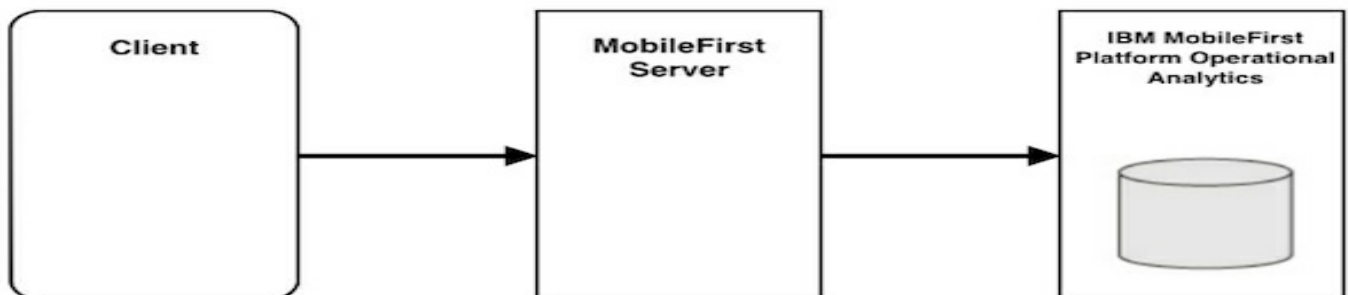 Client
MobileFirst
Server
IBM MobileFirst
Platform Operational
Analytics